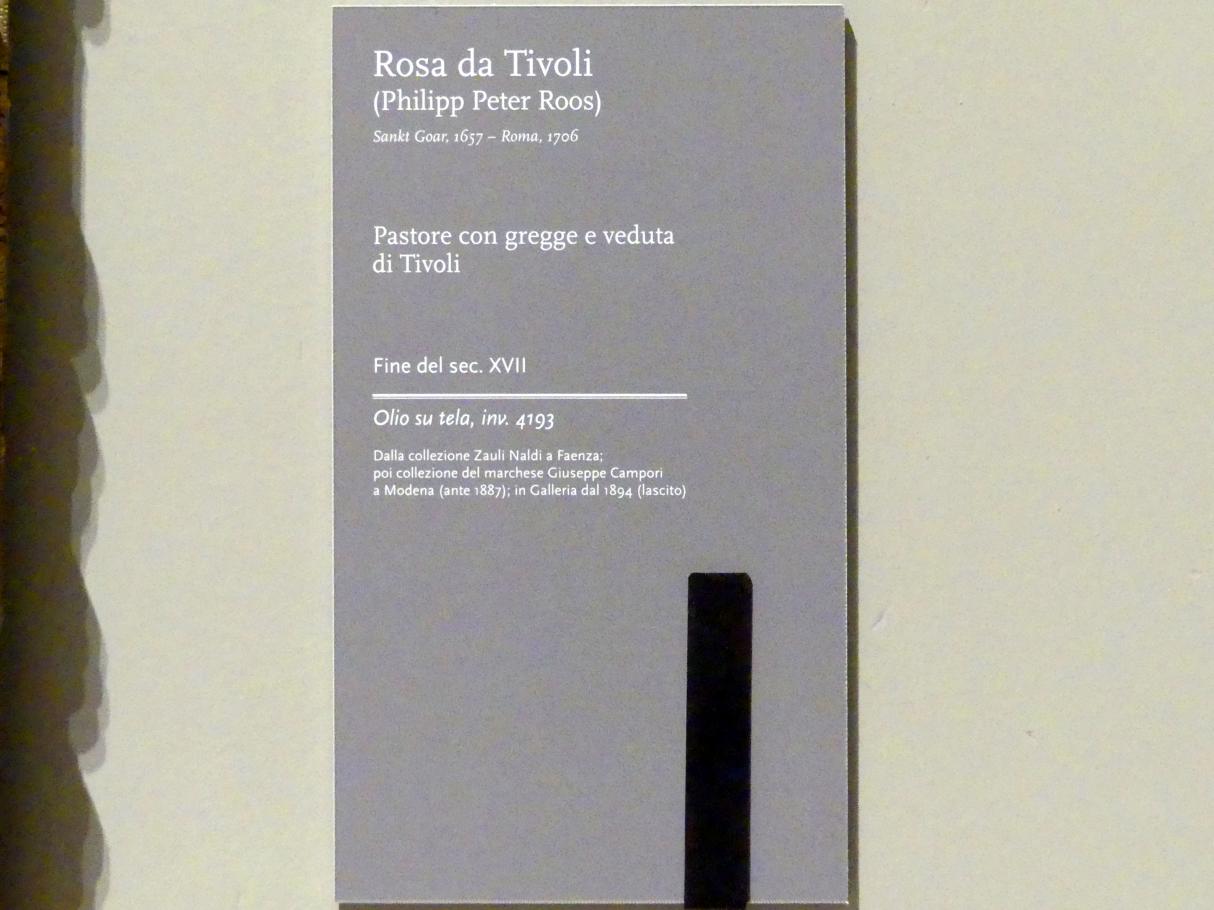 Rosa da Tivoli
(Philipp Peter Roos)
Sankt Goar, 1657 – Roma, 1706
Pastore con gregge e veduta
di Tivoli
Fine del sec. XVII
Olio su tela, inv. 4193
Dalla collezione Zauli Naldi a Faenza;
poi collezione del marchese Giuseppe Campori
a Modena (ante 1887); in Galleria dal 1894 (lascito)